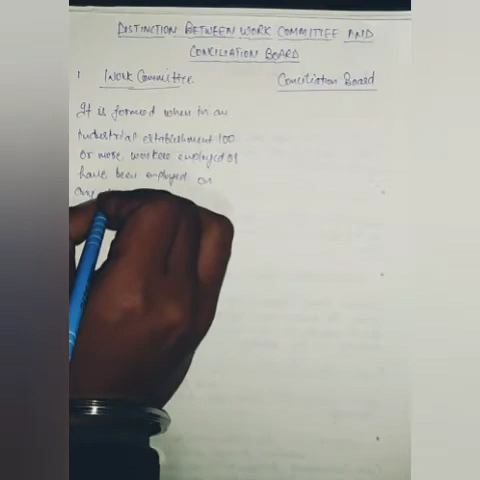 DISTINCTION BETWEEN WORK COMMITTEE AND
CONCILIATION BOARD
1 Work Committee. Conciliation Board
It is formed when in an
industrial establishment 100
or more workers employed or
have been employed on
any